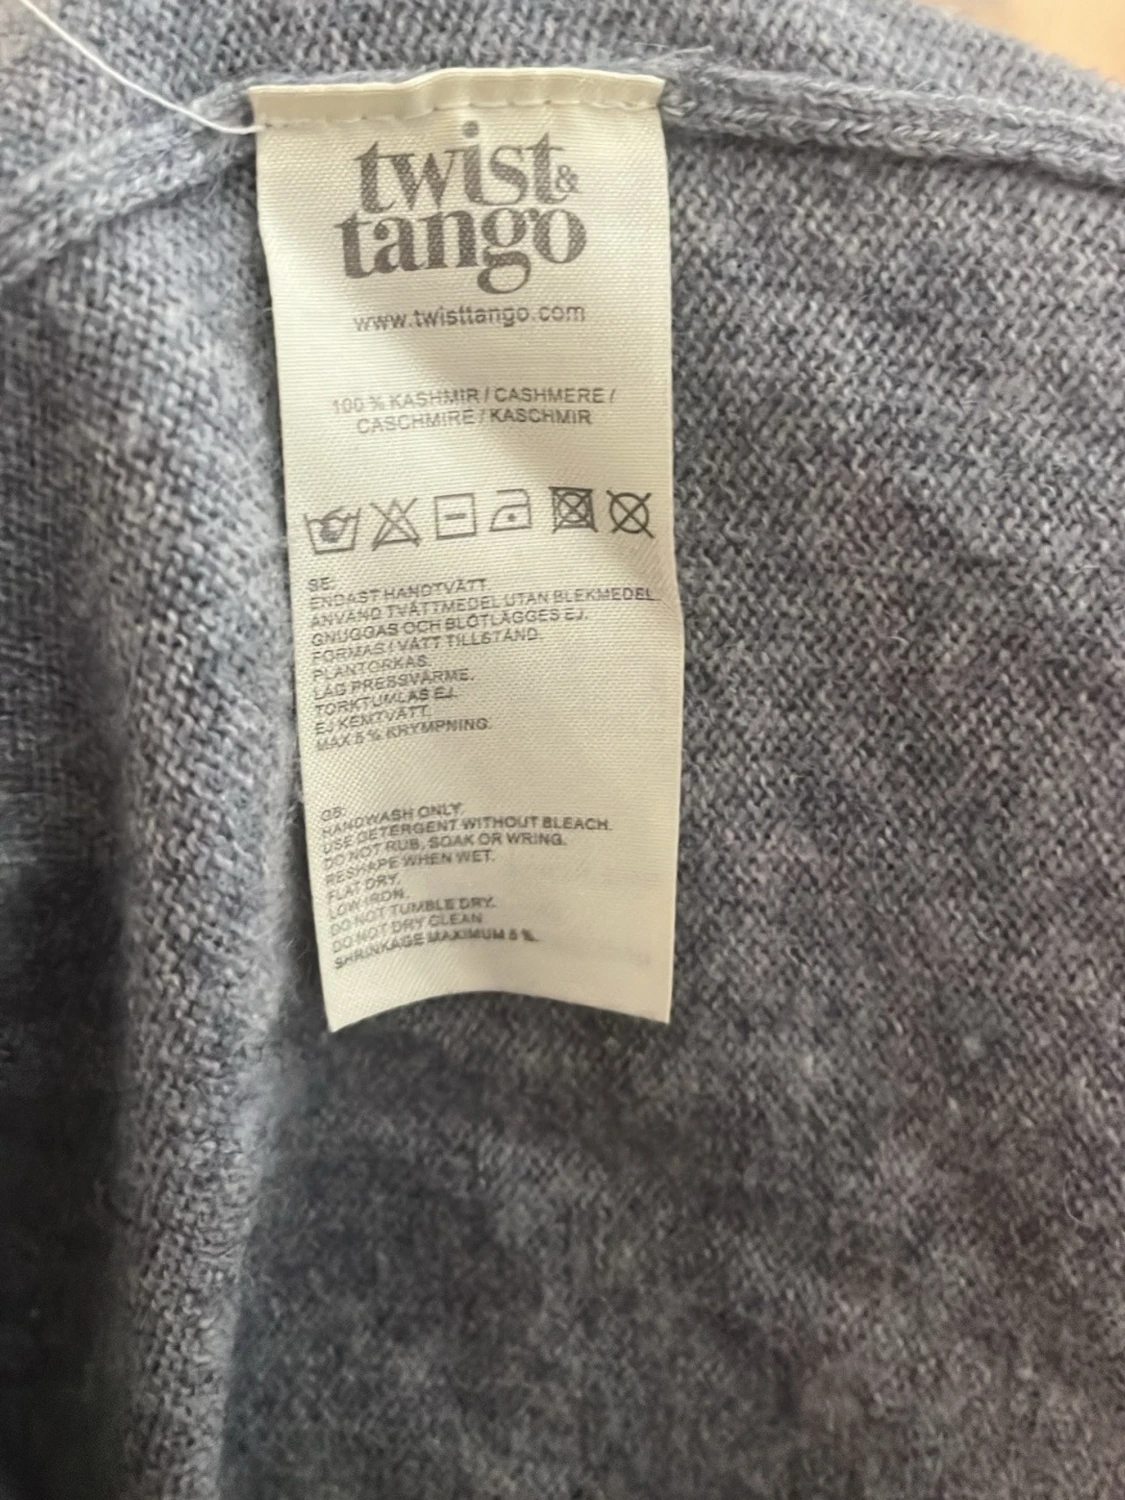 twist &
tango
www.twisttango.com
100 % KASHMIR / CASHMERE /
CASCHMIRE / KASCHMIR
SE:
ENDAST HANDTVÄTT
ANVÄND TVÄTTMEDEL UTAN BLEKMEDEL.
GNUGGAS OCH BLÖTLÄGGES EJ.
FORMAS I VÅTT TILLSTÅND.
PLANTORKAS.
LÅG PRESSVÄRME.
TORKTUMLAS EJ.
EJ KEMTVÄTT.
MAX 5 % KRYMPNING.
GB:
HANDWASH ONLY.
USE DETERGENT WITHOUT BLEACH.
DO NOT RUB, SOAK OR WRING.
RESHAPE WHEN WET.
FLAT DRY.
LOW IRON.
DO NOT TUMBLE DRY.
DO NOT DRY CLEAN
SHRINKAGE MAXIMUM 5 %.